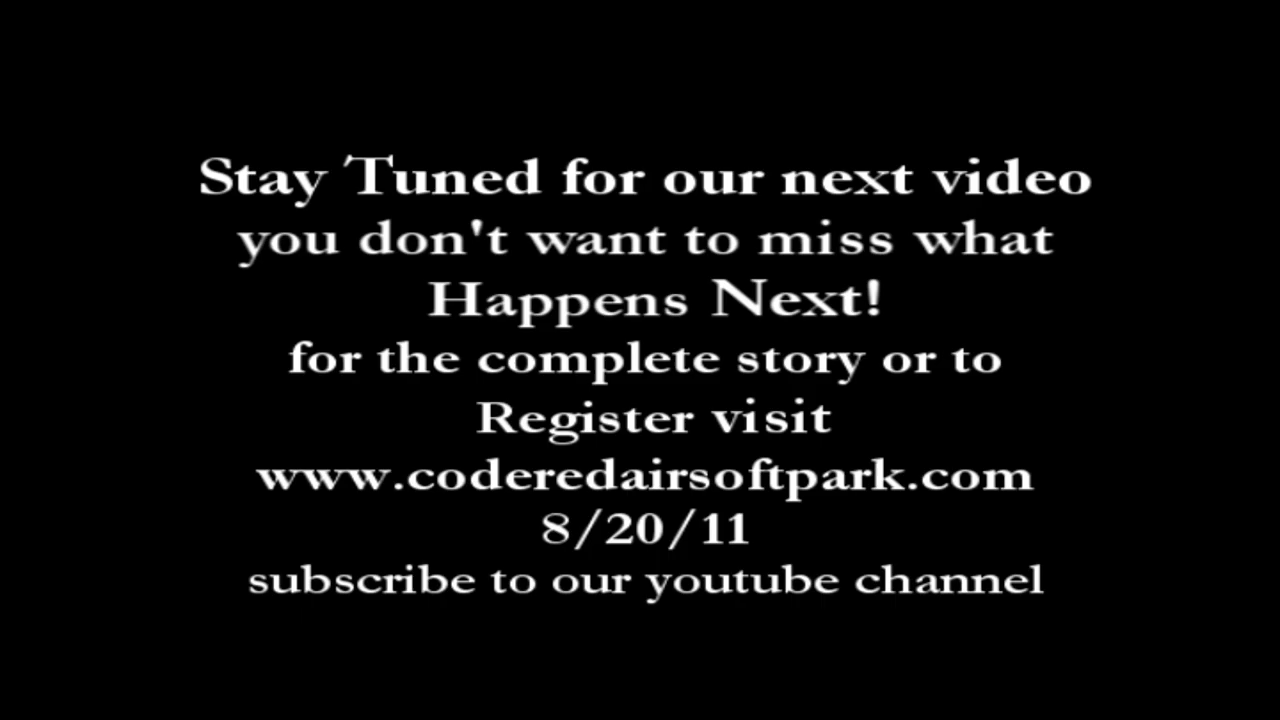 Stay Tuned for our next video
you don't want to miss what
Happens Next!
for the complete story or to
Register visit
www.coderedairsoftpark.com
8/20/11
subscribe to our youtube channel